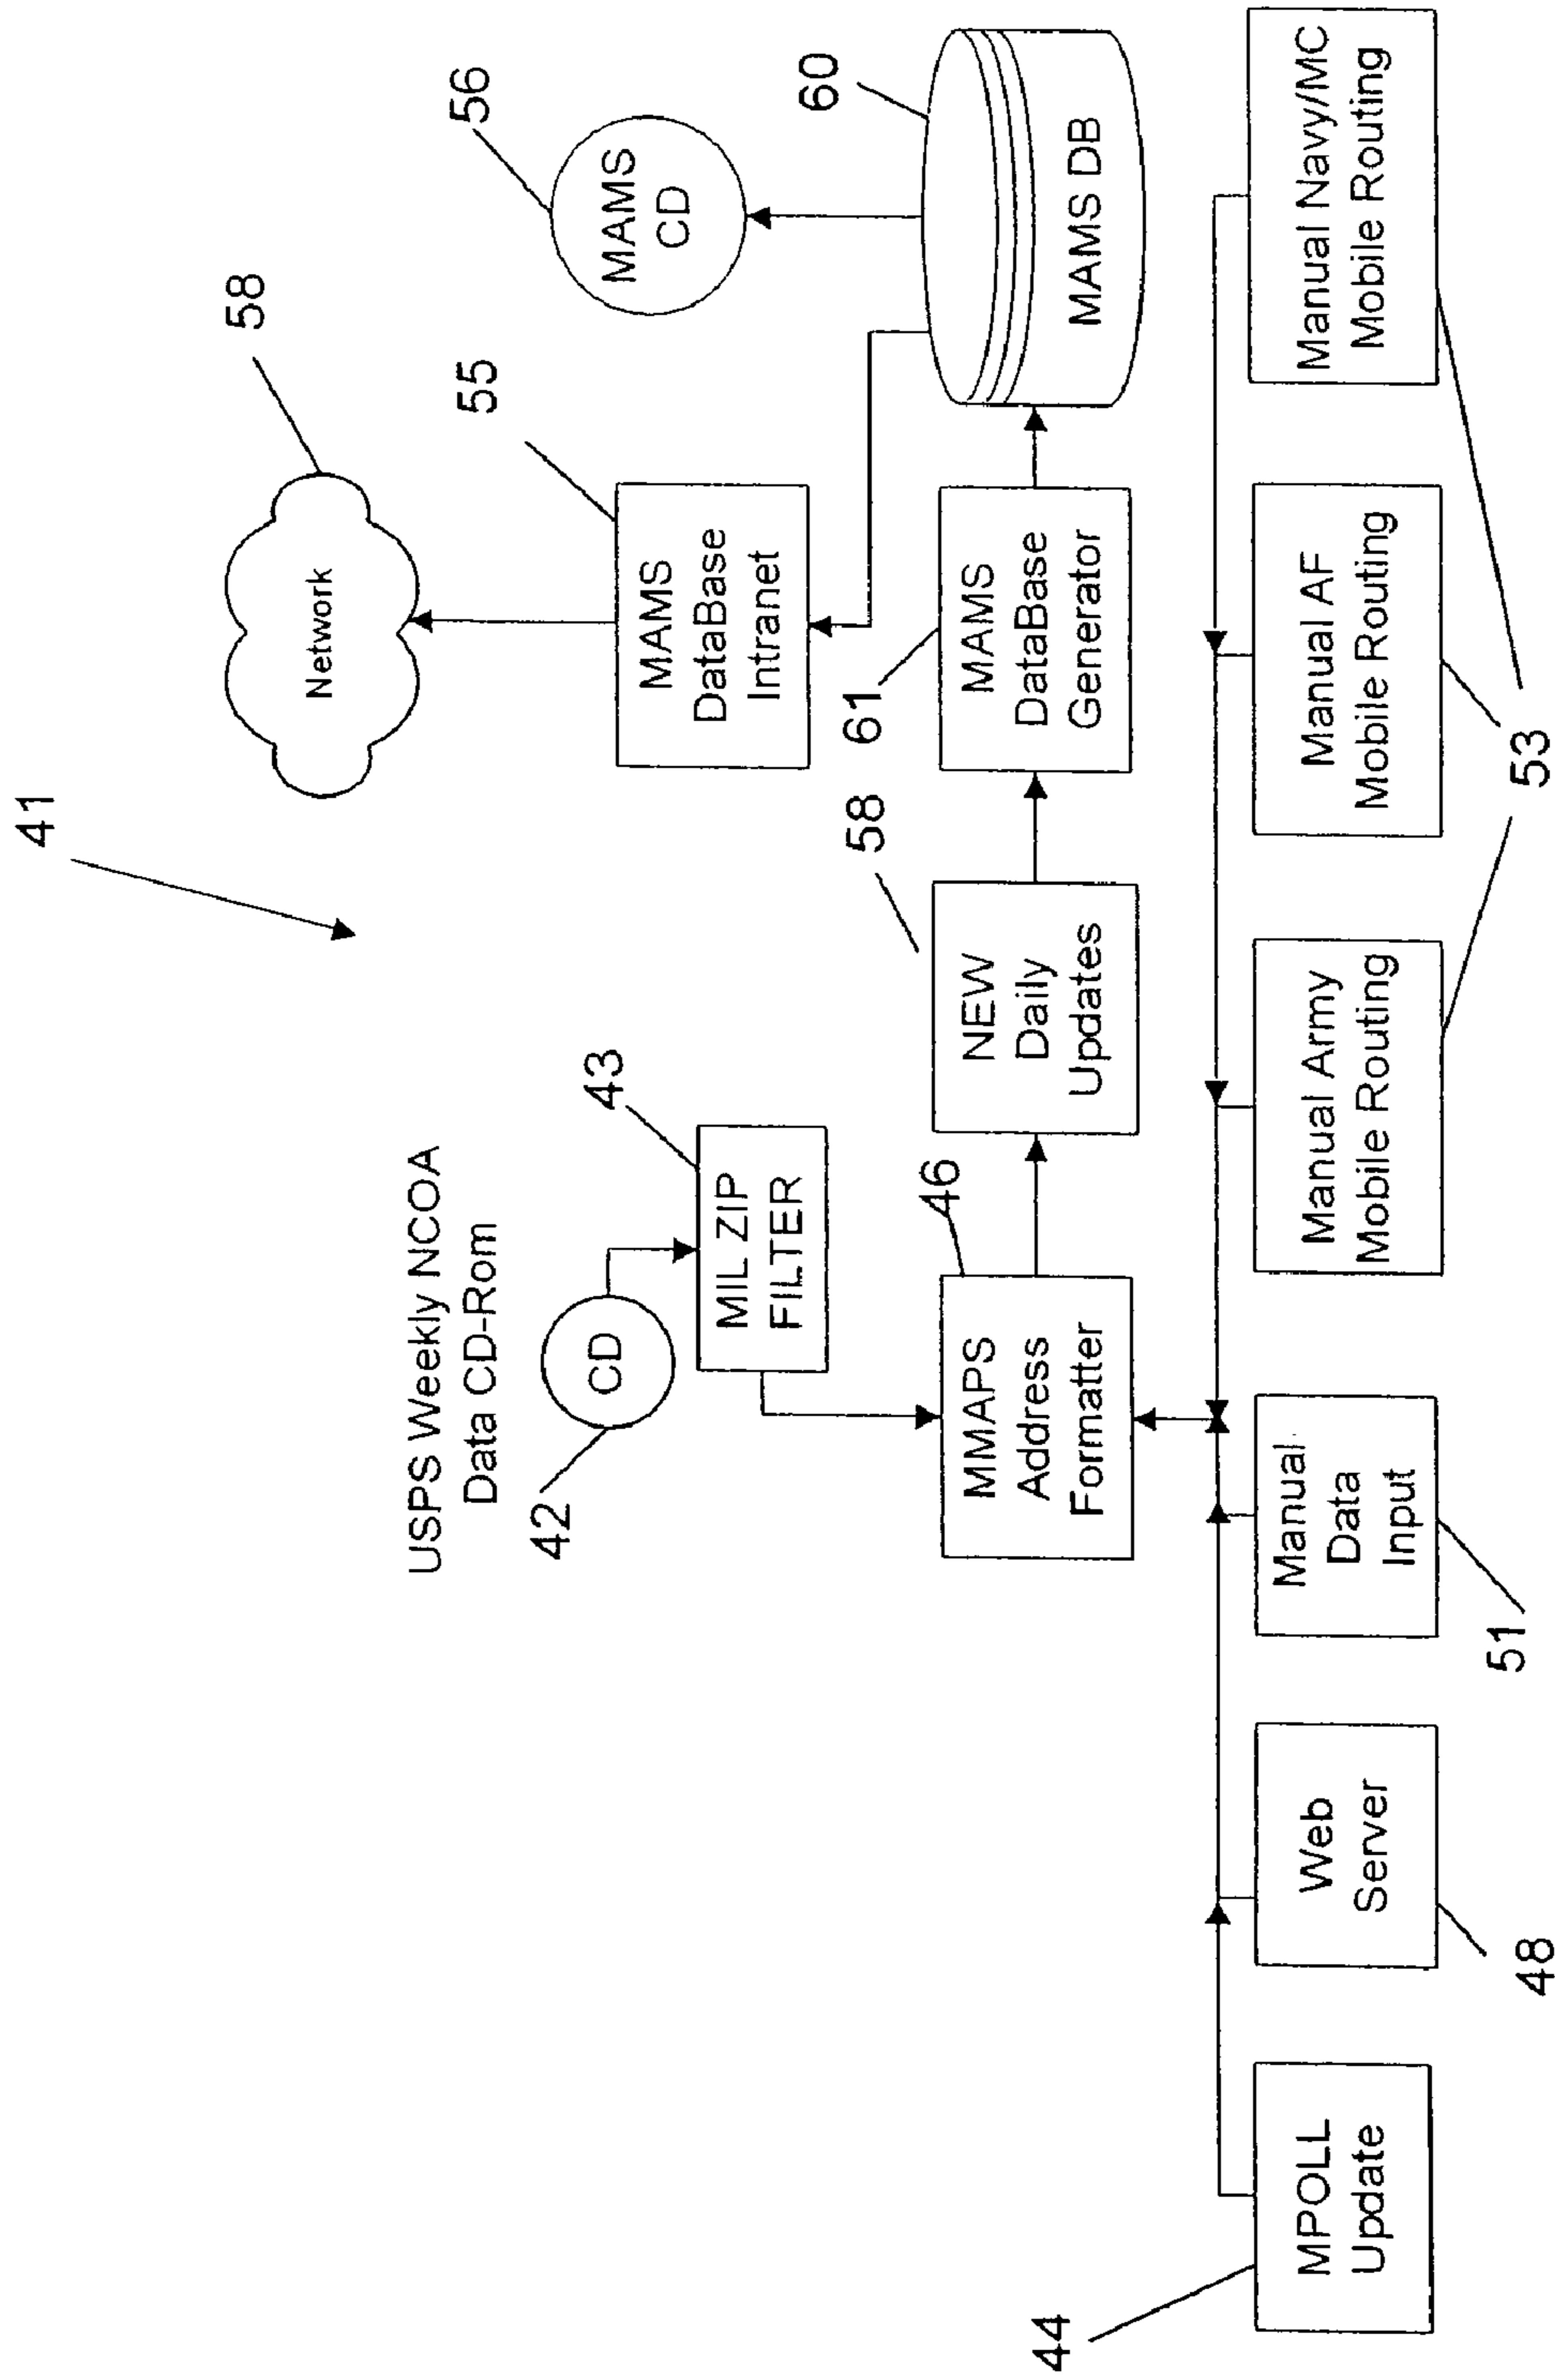 41
58
Network
55
MAMS
DataBase
Intranet
56
MAMS
CD
60
MAMS DB
USPS Weekly NCOA
Data CD-Rom
42
CD
43
MIL ZIP
FILTER
46
MMAPS
Address
Formatter
58
NEW
Daily
Updates
61
MAMS
DataBase
Generator
44
MPOLL
Update
48
Web
Server
51
Manual
Data
Input
Manual Army
Mobile Routing
Manual AF
Mobile Routing
Manual Navy/MC
Mobile Routing
53